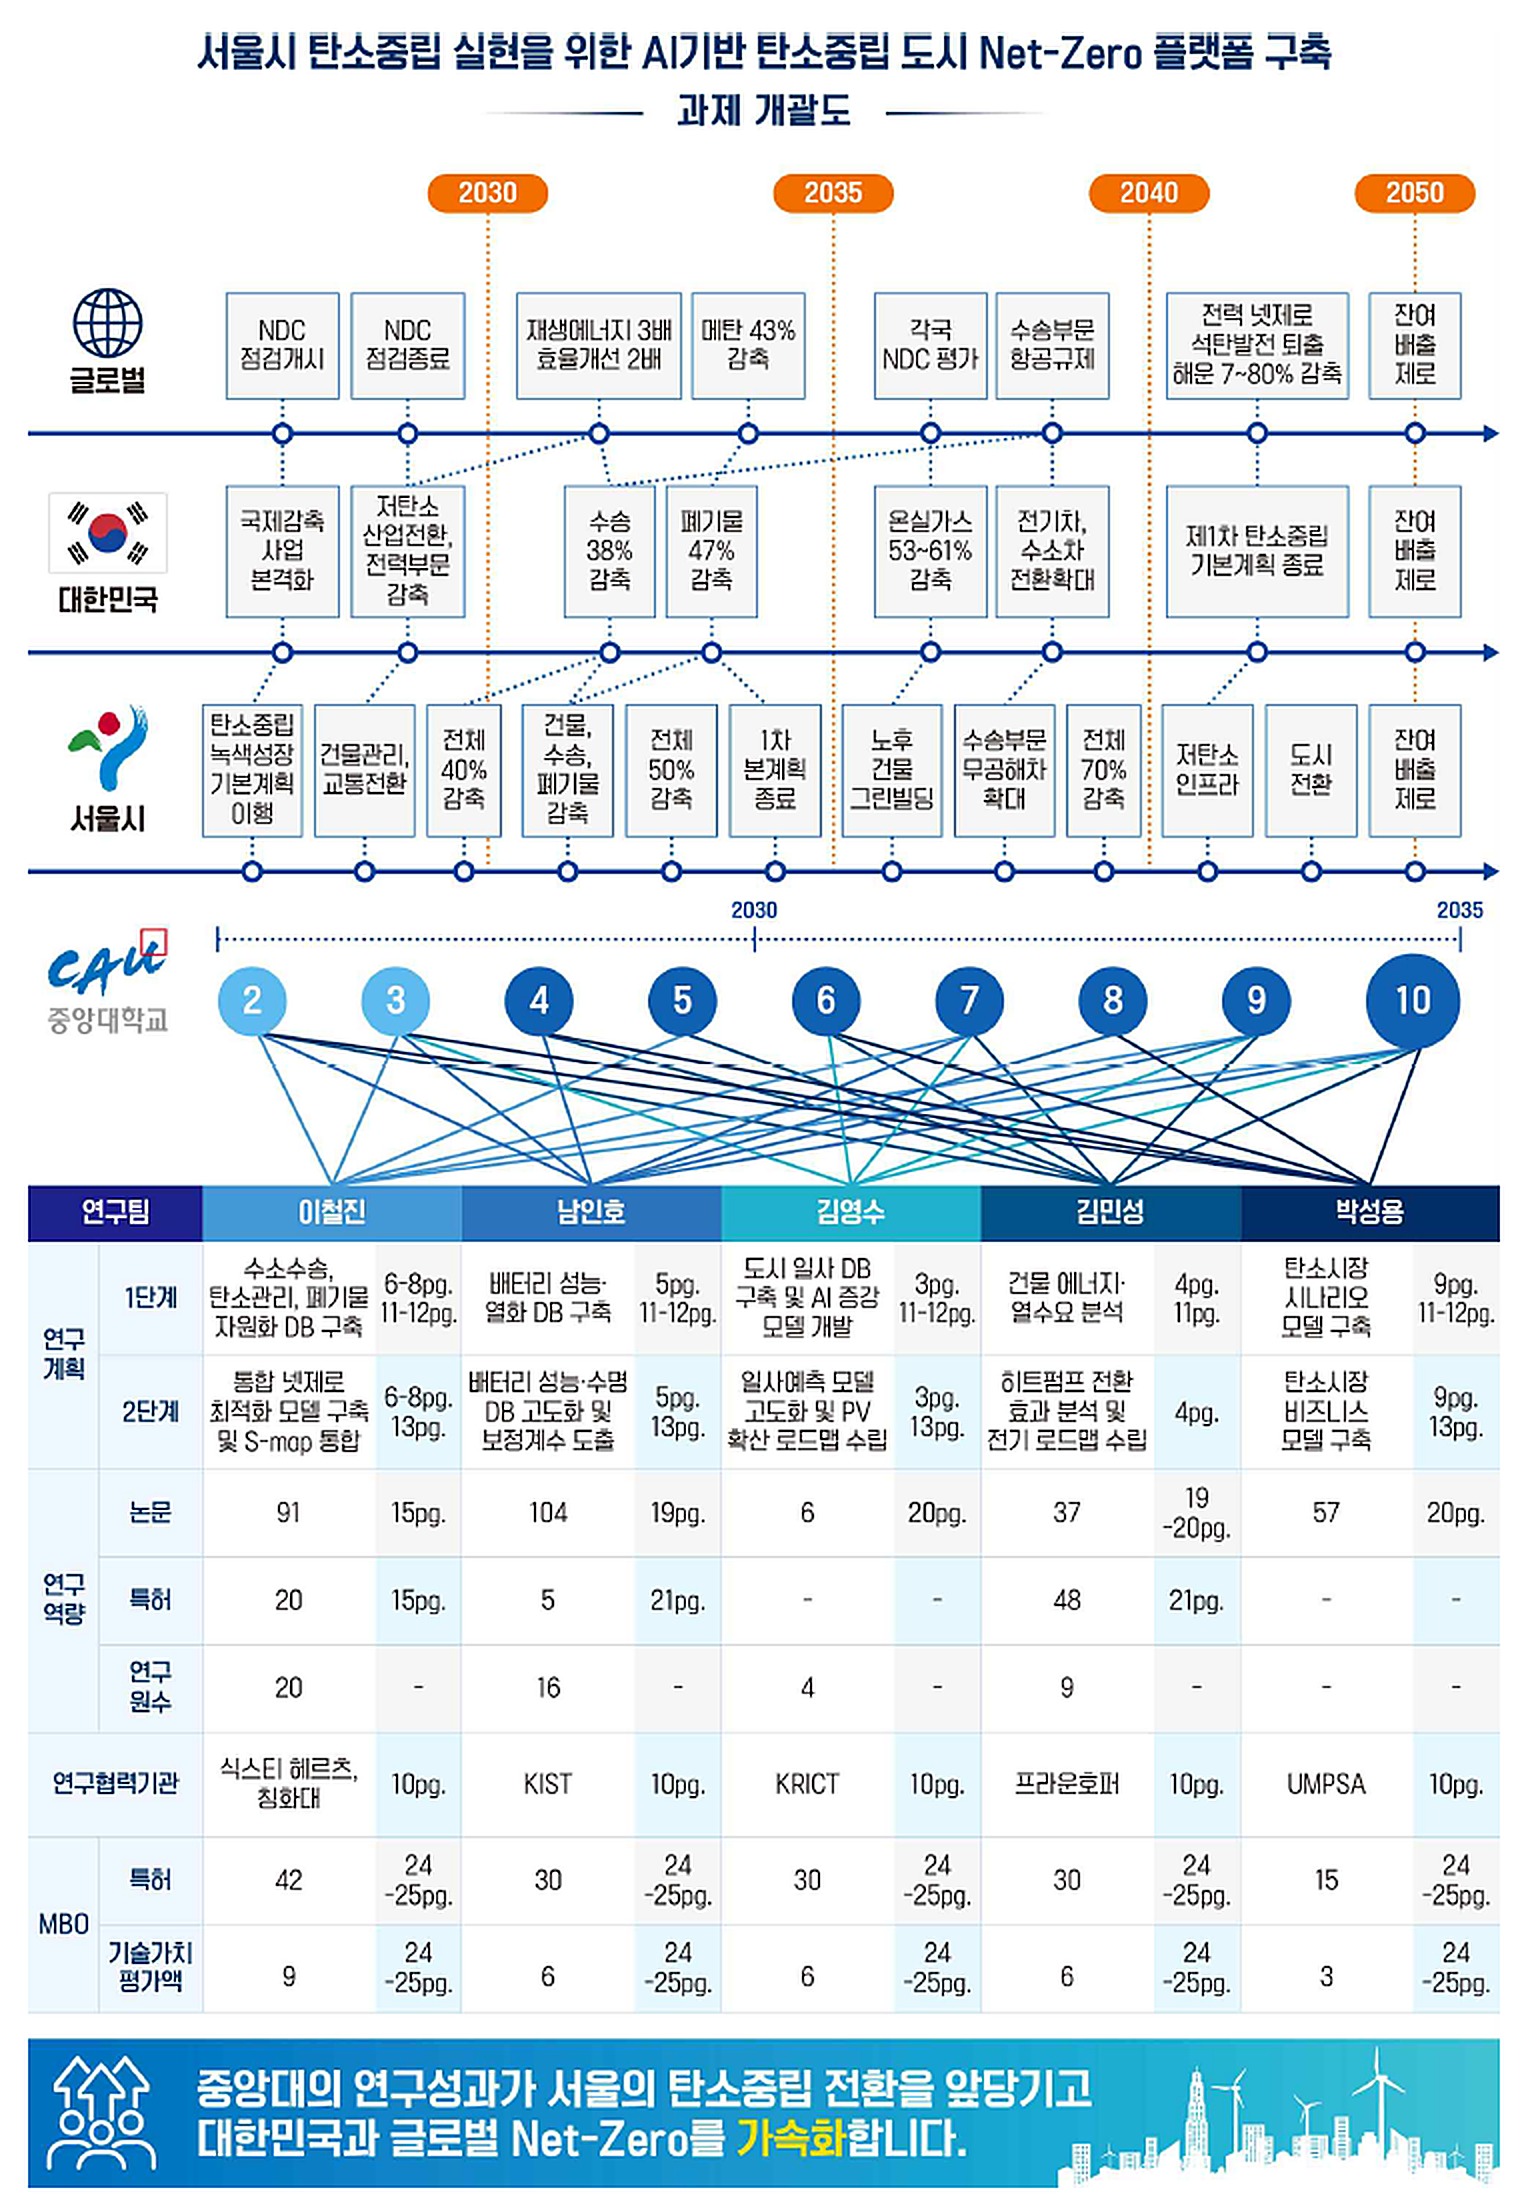 서울시 탄소중립 실현을 위한 AI기반 탄소중립 도시 Net-Zero 플랫폼 구축
과제 개괄도
2030
2035
2040
2050
글로벌
NDC
점검개시
NDC
점검종료
재생에너지 3배
효율개선 2배
메탄 43%
감축
각국
NDC 평가
수송부문
항공규제
전력 넷제로
석탄발전 퇴출
해운 7~80% 감축
잔여
배출
제로
대한민국
국제감축
사업
본격화
저탄소
산업전환,
전력부문
감축
수송
38%
감축
폐기물
47%
감축
온실가스
53~61%
감축
전기차,
수소차
전환확대
제1차 탄소중립
기본계획 종료
잔여
배출
제로
서울시
탄소중립
녹색성장
기본계획
이행
건물관리,
교통전환
전체
40%
감축
건물,
수송,
폐기물
감축
전체
50%
감축
1차
본계획
종료
노후
건물
그린빌딩
수송부문
무공해차
확대
전체
70%
감축
저탄소
인프라
도시
전환
잔여
배출
제로
CAU
중앙대학교
2030
2035
2
3
4
5
6
7
8
9
10
연구팀
이철진
남인호
김영수
김민성
박성용
연구
계획
1단계
수소수송,
탄소관리, 폐기물
자원화 DB 구축
6-8pg.
11-12pg.
배터리 성능·
열화 DB 구축
5pg.
11-12pg.
도시 일사 DB
구축 및 AI 증강
모델 개발
3pg.
11-12pg.
건물 에너지·
열수요 분석
4pg.
11pg.
탄소시장
시나리오
모델 구축
9pg.
11-12pg.
2단계
통합 넷제로
최적화 모델 구축
및 S-map 통합
6-8pg.
13pg.
배터리 성능·수명
DB 고도화 및
보정계수 도출
5pg.
13pg.
일사예측 모델
고도화 및 PV
확산 로드맵 수립
3pg.
13pg.
히트펌프 전환
효과 분석 및
전기 로드맵 수립
4pg.
탄소시장
비즈니스
모델 구축
9pg.
13pg.
연구
역량
논문
91
15pg.
104
19pg.
6
20pg.
37
19
-20pg.
57
20pg.
특허
20
15pg.
5
21pg.
-
-
48
21pg.
-
-
연구
원수
20
-
16
-
4
-
9
-
-
-
연구협력기관
식스티 헤르츠,
칭화대
10pg.
KIST
10pg.
KRICT
10pg.
프라운호퍼
10pg.
UMPSA
10pg.
MBO
특허
42
24
-25pg.
30
24
-25pg.
30
24
-25pg.
30
24
-25pg.
15
24
-25pg.
기술가치
평가액
9
24
-25pg.
6
24
-25pg.
6
24
-25pg.
6
24
-25pg.
3
24
-25pg.
중앙대의 연구성과가 서울의 탄소중립 전환을 앞당기고
대한민국과 글로벌 Net-Zero를 가속화합니다.